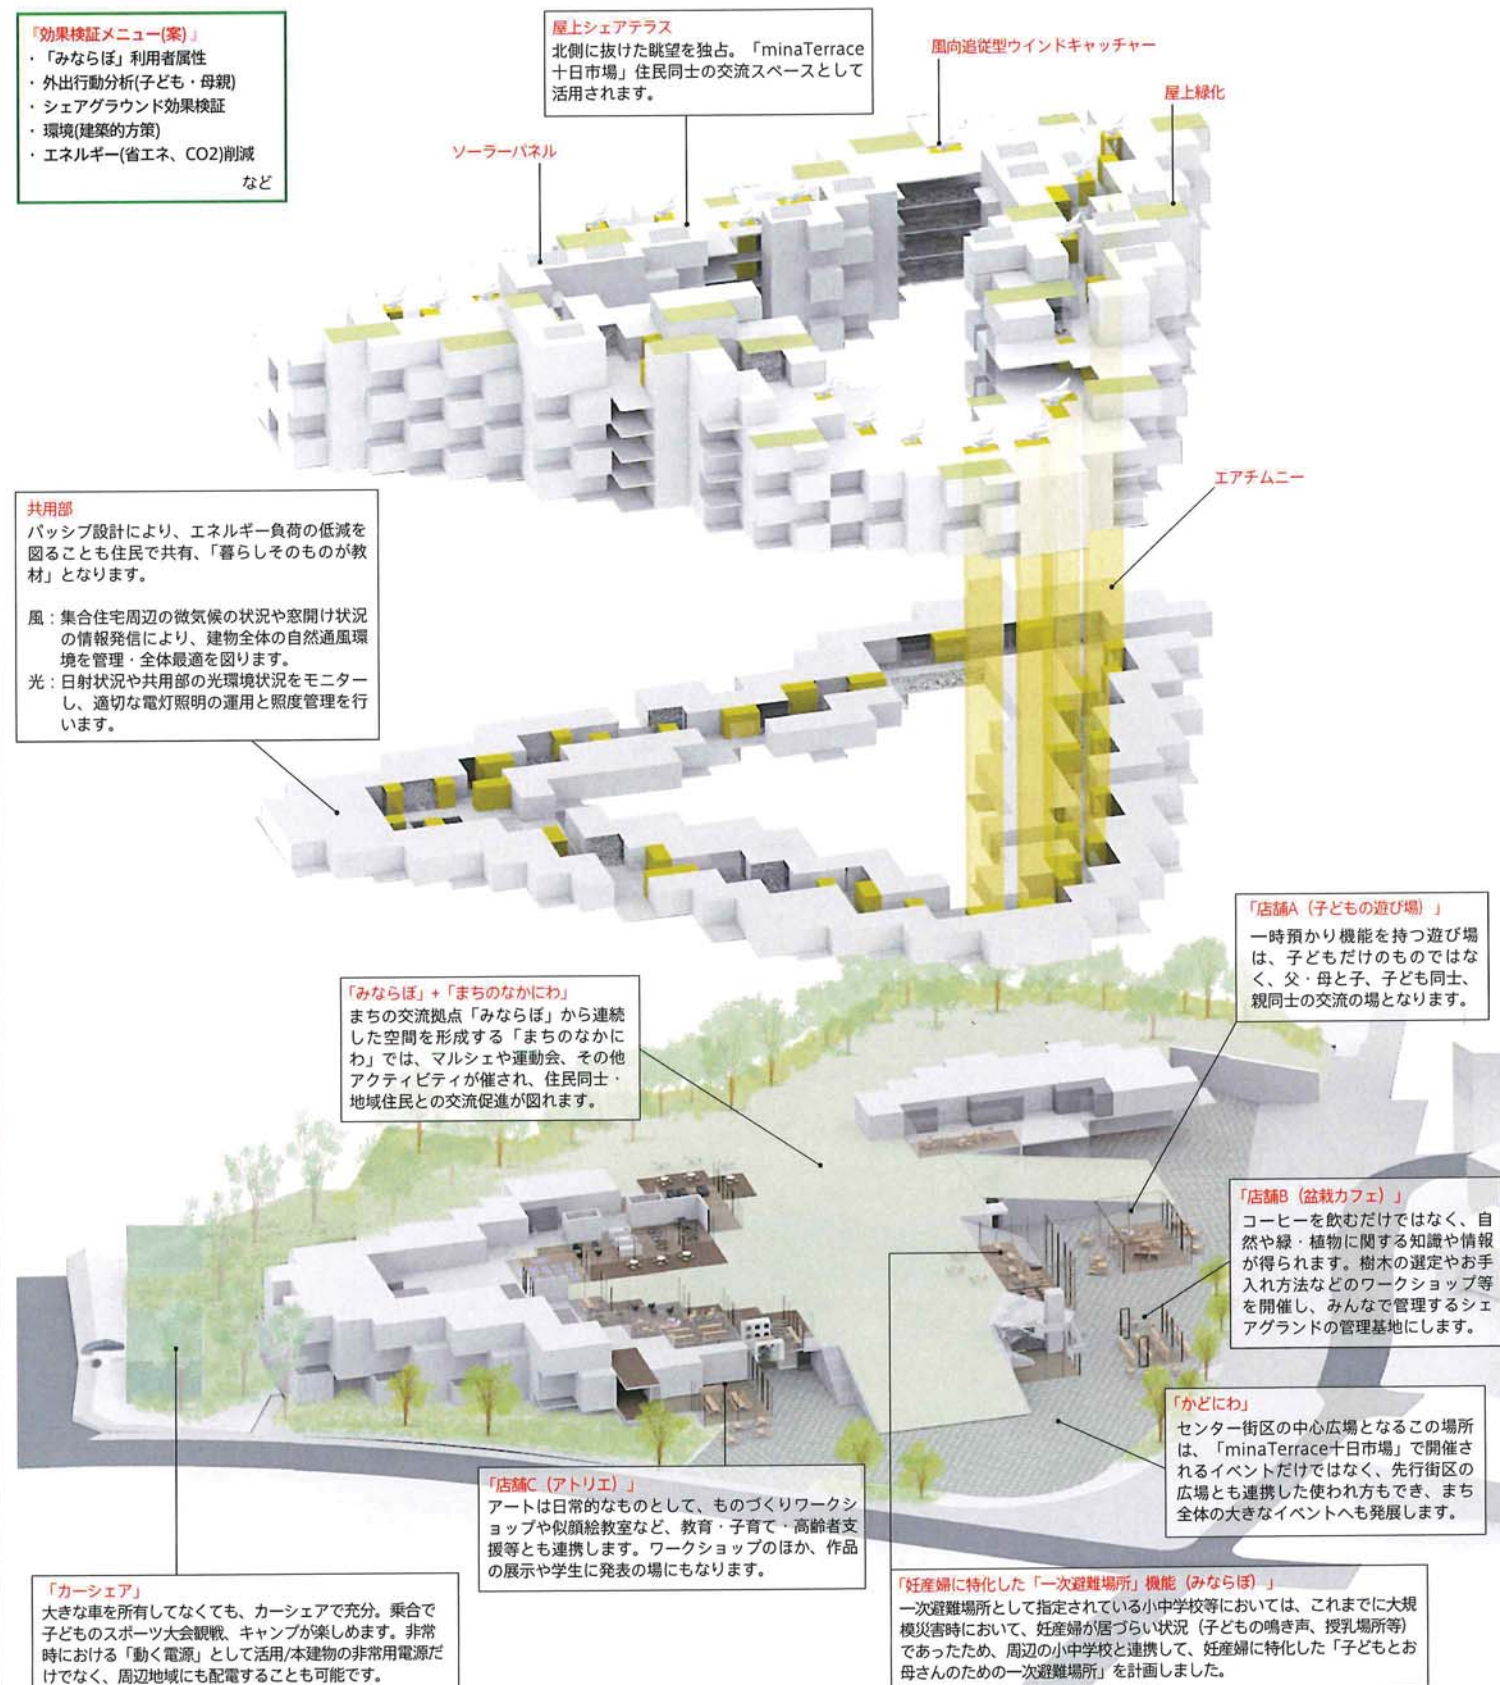 『効果検証メニュー(案)』
・「みならぼ」利用者属性
・外出行動分析(子ども・母親)
・シェアグラウンド効果検証
・環境(建築的方策)
・エネルギー(省エネ、CO2)削減
など
屋上シェアテラス
北側に抜けた眺望を独占。「minaTerrace
十日市場」住民同士の交流スペースとして
活用されます。
風向追従型ウインドキャッチャー
屋上緑化
ソーラーパネル
エアチムニー
共用部
パッシブ設計により、エネルギー負荷の低減を
図ることも住民で共有、「暮らしそのものが教
材」となります。
風：集合住宅周辺の微気候の状況や窓開け状況
の情報発信により、建物全体の自然通風環
境を管理・全体最適を図ります。
光：日射状況や共用部の光環境状況をモニター
し、適切な電灯照明の運用と照度管理を行
います。
「店舗A（子どもの遊び場）」
一時預かり機能を持つ遊び場
は、子どもだけのものではな
く、父・母と子、子ども同士、
親同士の交流の場となります。
「みならぼ」+「まちのなかにわ」
まちの交流拠点「みならぼ」から連続
した空間を形成する「まちのなかに
わ」では、マルシェや運動会、その他
アクティビティが催され、住民同士・
地域住民との交流促進が図れます。
「店舗B（盆栽カフェ）」
コーヒーを飲むだけではなく、自
然や緑・植物に関する知識や情報
が得られます。樹木の選定やお手
入れ方法などのワークショップ等
を開催し、みんなで管理するシェ
アグランドの管理基地にします。
「かどにわ」
センター街区の中心広場となるこの場所
は、「minaTerrace十日市場」で開催さ
れるイベントだけではなく、先行街区の
広場とも連携した使われ方もでき、まち
全体の大きなイベントへも発展します。
「店舗C（アトリエ）」
アートは日常的なものとして、ものづくりワークシ
ョップや似顔絵教室など、教育・子育て・高齢者支
援等とも連携します。ワークショップのほか、作品
の展示や学生に発表の場にもなります。
「カーシェア」
大きな車を所有してなくても、カーシェアで充分。乗合で
子どものスポーツ大会観戦、キャンプが楽しめます。非常
時における「動く電源」として活用/本建物の非常用電源だ
けでなく、周辺地域にも配電することも可能です。
「妊産婦に特化した「一次避難場所」機能（みならぼ）」
一次避難場所として指定されている小中学校等においては、これまでに大規
模災害時において、妊産婦が居づらい状況（子どもの鳴き声、授乳場所等）
であったため、周辺の小中学校と連携して、妊産婦に特化した「子どもとお
母さんのための一次避難場所」を計画しました。